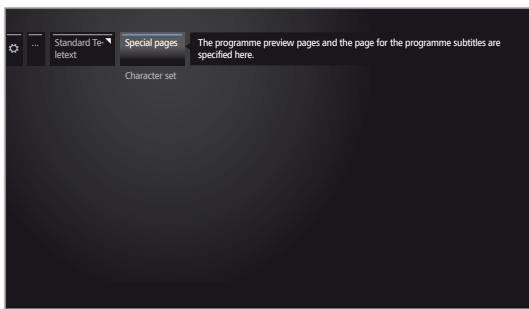 ... Standard Te- Special pages The programme preview pages and the page for the programme subtitles are
letext specified here.
Character set